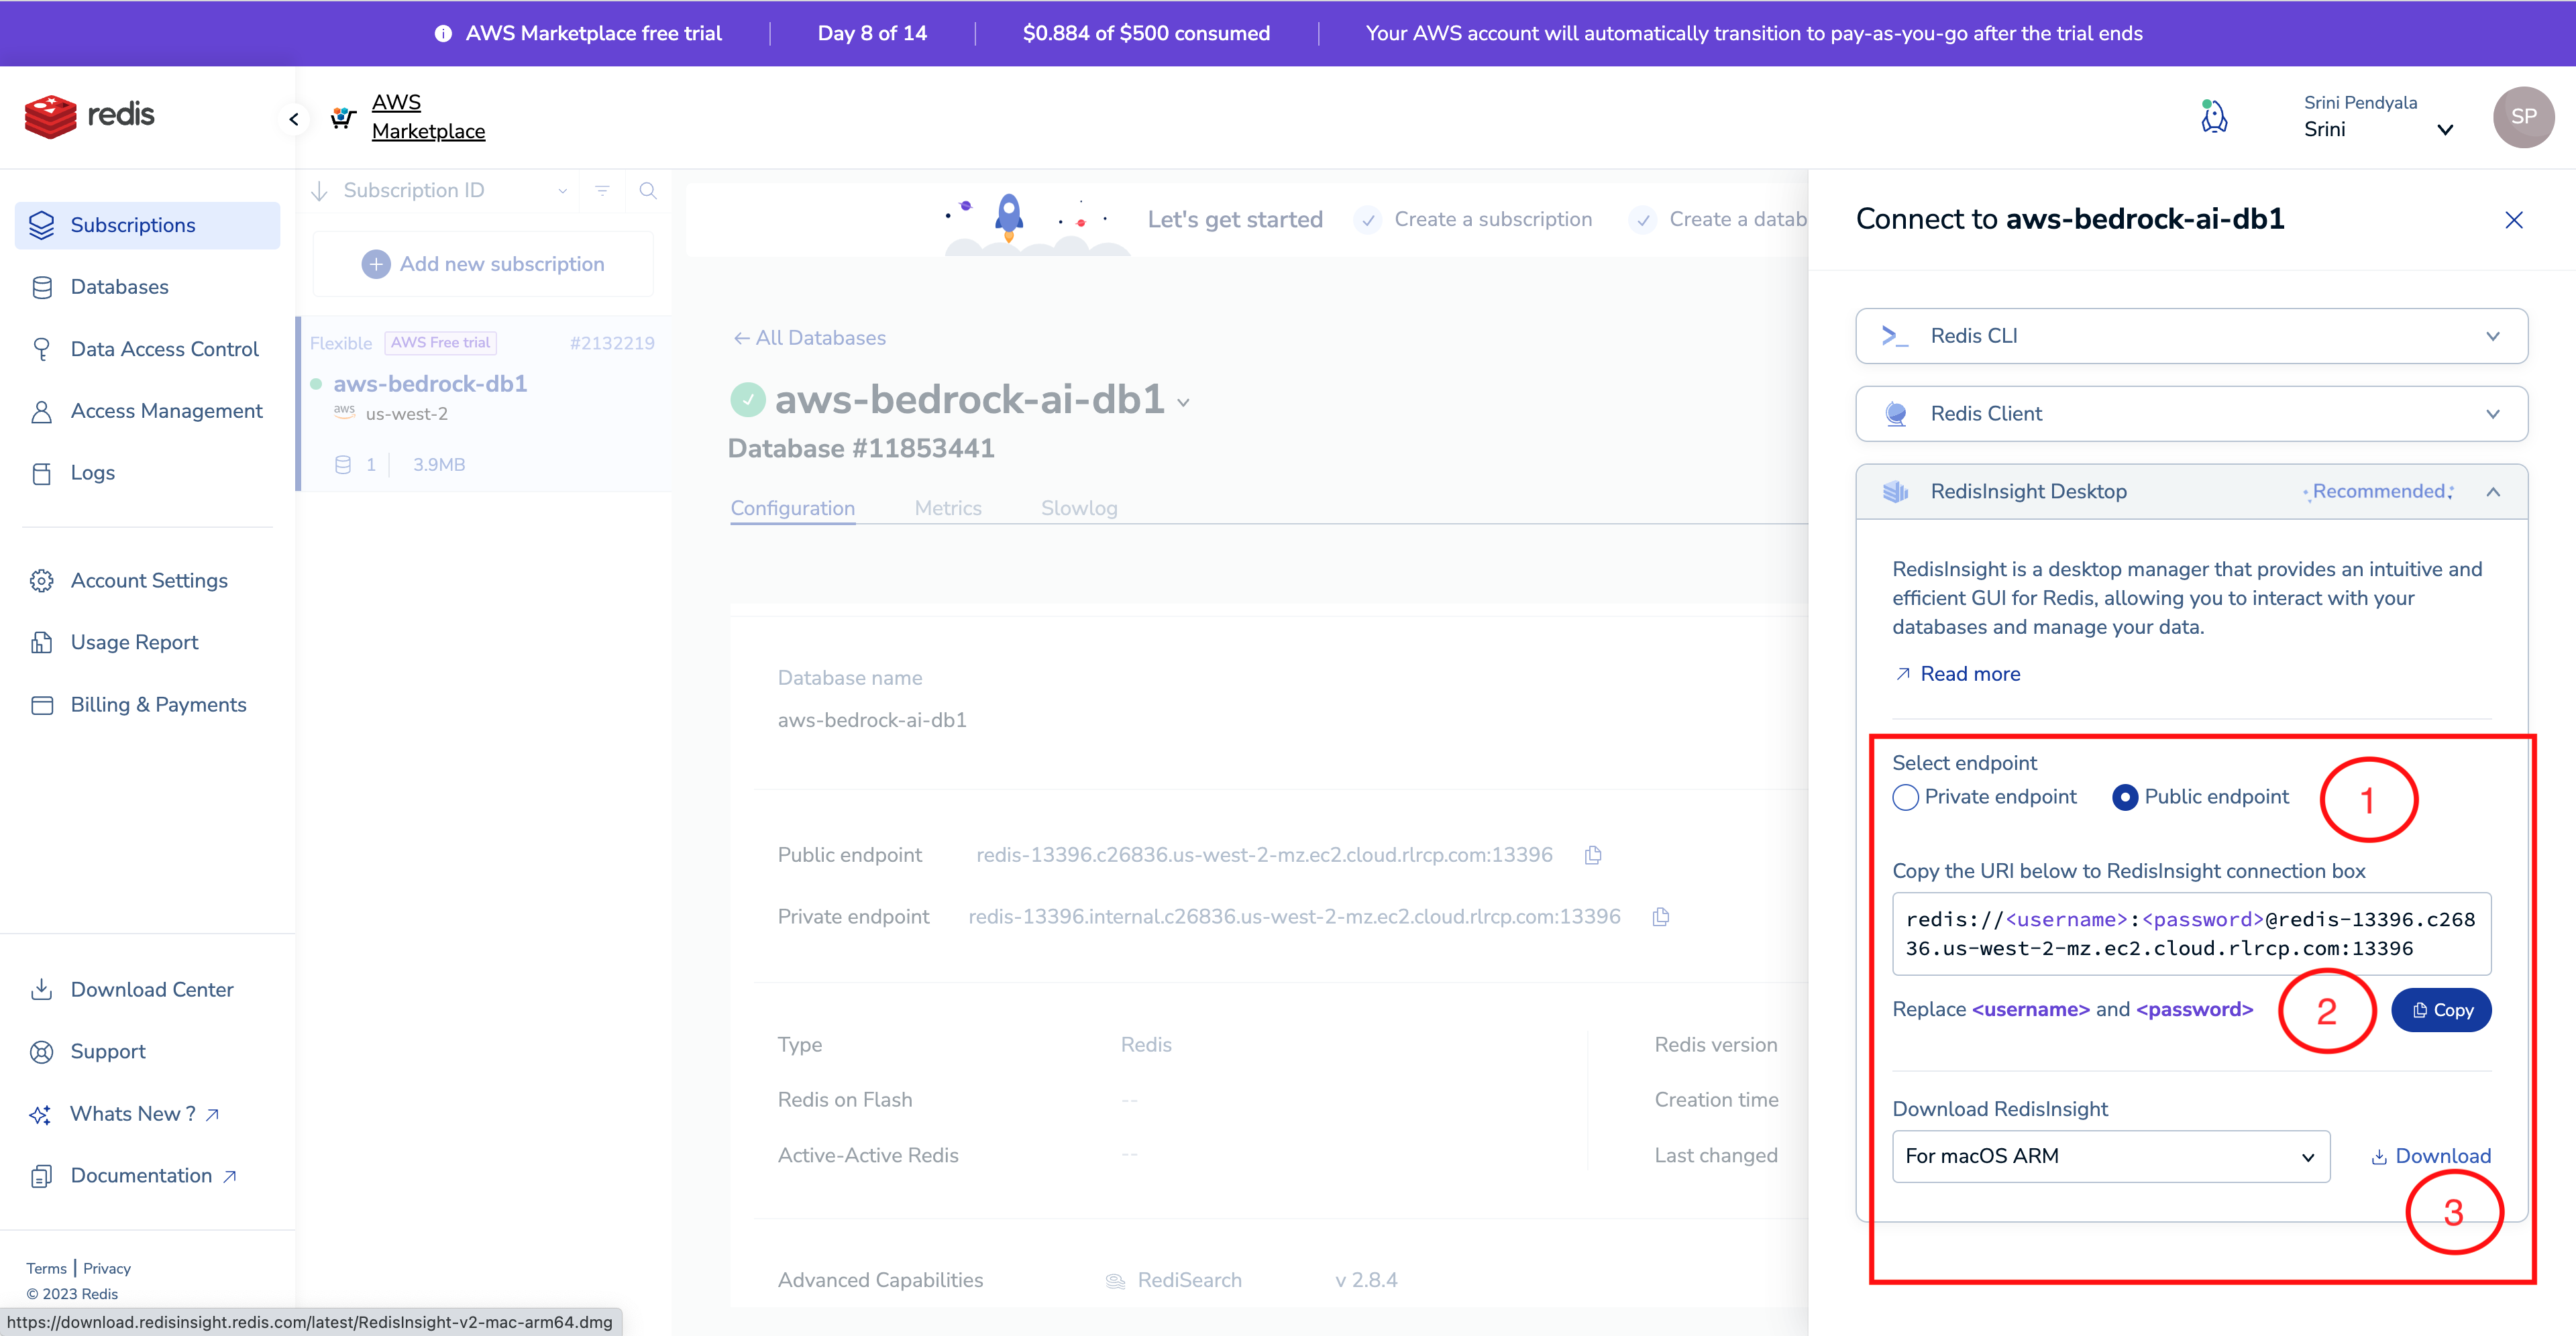 AWS Marketplace free trial
Day 8 of 14
$0.884 of $500 consumed
Your AWS account will automatically transition to pay-as-you-go after the trial ends
redis
AWS
Marketplace
Srini Pendyala
Srini
SP
Subscriptions
Databases
Data Access Control
Access Management
Logs
Account Settings
Usage Report
Billing & Payments
Download Center
Support
Whats New ?
Documentation
Terms | Privacy
© 2023 Redis
https://download.redisinsight.redis.com/latest/RedisInsight-v2-mac-arm64.dmg
Subscription ID
Add new subscription
Flexible
AWS Free trial
#2132219
aws-bedrock-db1
aws us-west-2
1
3.9MB
Let's get started
Create a subscription
Create a datab
All Databases
aws-bedrock-ai-db1
Database #11853441
Configuration
Metrics
Slowlog
Database name
aws-bedrock-ai-db1
Public endpoint
redis-13396.c26836.us-west-2-mz.ec2.cloud.rlrcp.com:13396
Private endpoint
redis-13396.internal.c26836.us-west-2-mz.ec2.cloud.rlrcp.com:13396
Type
Redis
Redis version
Redis on Flash
--
Creation time
Active-Active Redis
--
Last changed
Advanced Capabilities
RediSearch
v 2.8.4
Connect to aws-bedrock-ai-db1
Redis CLI
Redis Client
RedisInsight Desktop
Recommended
RedisInsight is a desktop manager that provides an intuitive and
efficient GUI for Redis, allowing you to interact with your
databases and manage your data.
Read more
Select endpoint
Private endpoint
Public endpoint
1
Copy the URI below to RedisInsight connection box
redis://<username>:<password>@redis-13396.c268
36.us-west-2-mz.ec2.cloud.rlrcp.com:13396
Replace <username> and <password>
2
Copy
Download RedisInsight
For macOS ARM
Download
3